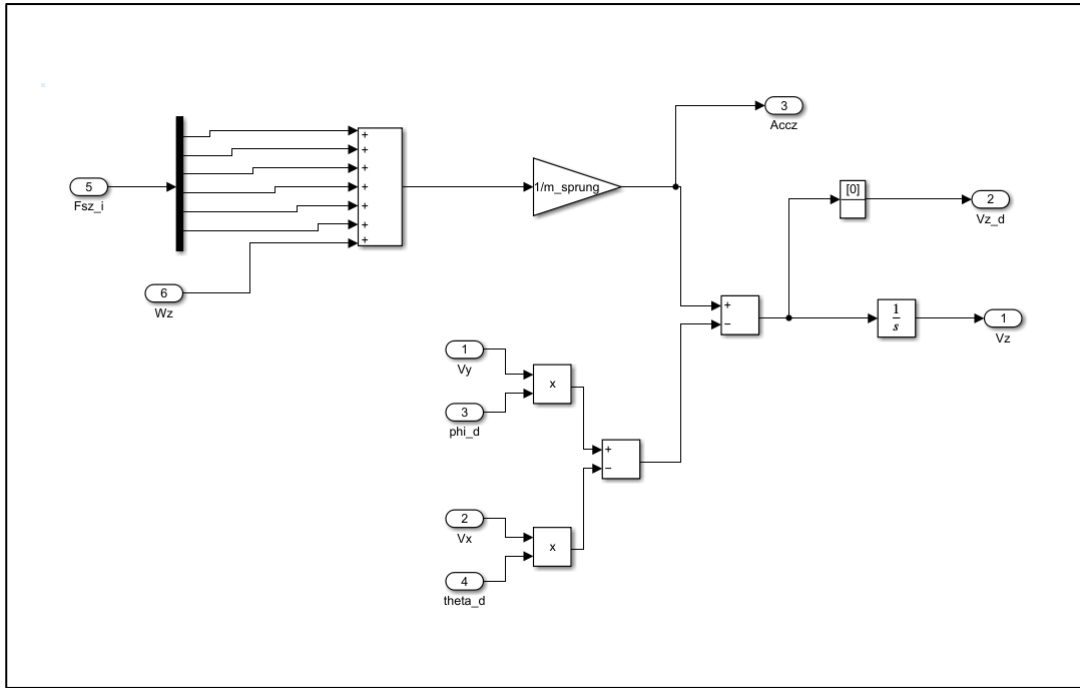 3
Accz
+
+
+
+
+
+
+
5
Fsz_i
1/m_sprung
[0]
2
Vz_d
6
Wz
+
−
1
s
1
Vz
1
Vy
x
3
phi_d
+
−
2
Vx
x
4
theta_d